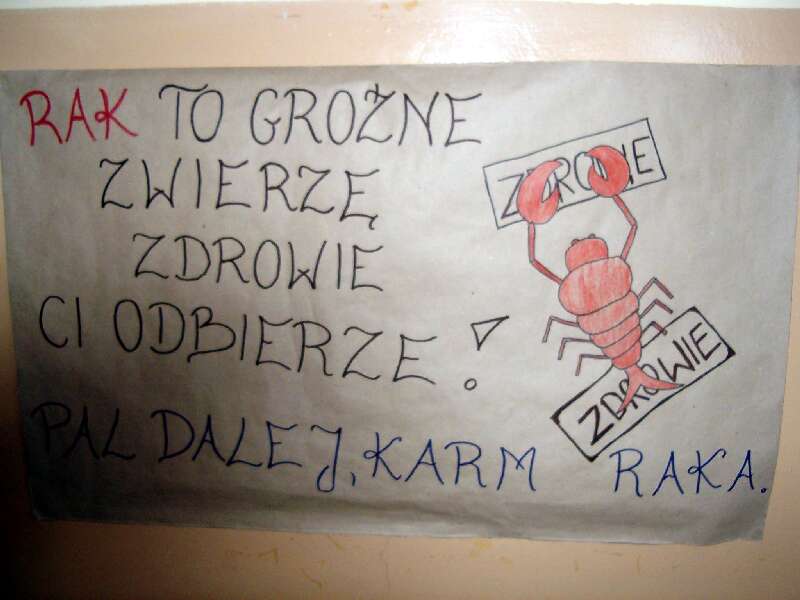 RAK TO GROŹNE
ZWIERZĘ
ZDROWIE
CI ODBIERZE!
PAL DALEJ, KARM RAKA.
ZDROWIE
ZDROWIE